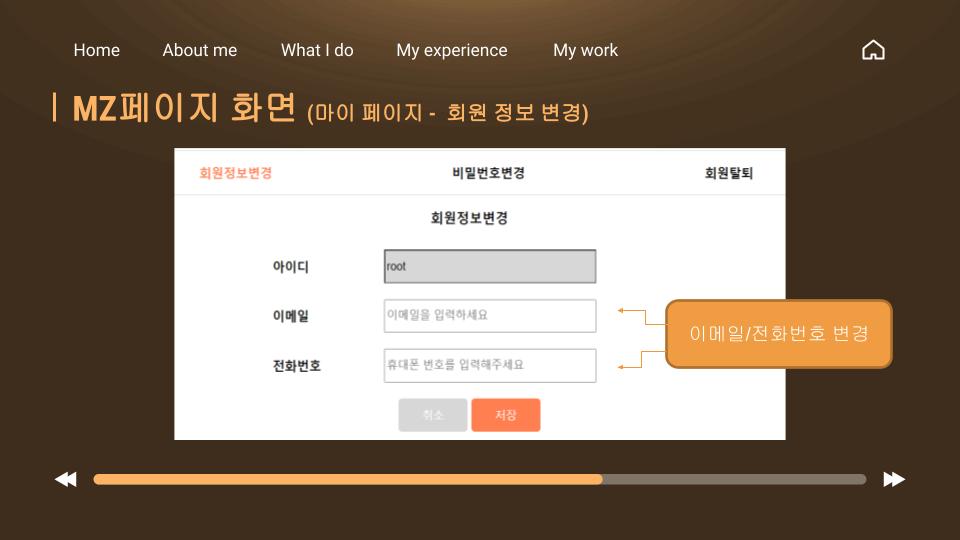 Home About me What I do My experience My work
MZ페이지 화면 (마이 페이지 - 회원 정보 변경)
회원정보변경 비밀번호변경 회원탈퇴
회원정보변경
아이디 root
이메일 이메일을 입력하세요
이메일/전화번호 변경
전화번호 휴대폰 번호를 입력해주세요
취소 저장